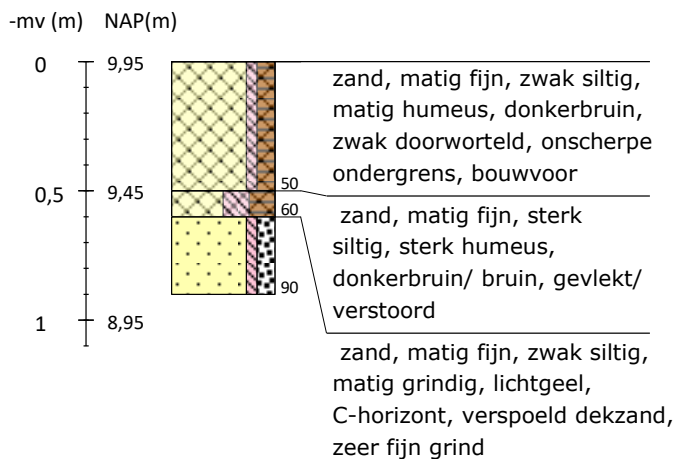 -mv (m) NAP(m)
0 9,95
zand, matig fijn, zwak siltig,
matig humeus, donkerbruin,
zwak doorworteld, onscherpe
ondergrens, bouwvoor
50
0,5 9,45
60
zand, matig fijn, sterk
siltig, sterk humeus,
donkerbruin/ bruin, gevlekt/
verstoord
90
1 8,95
zand, matig fijn, zwak siltig,
matig grindig, lichtgeel,
C-horizont, verspoeld dekzand,
zeer fijn grind